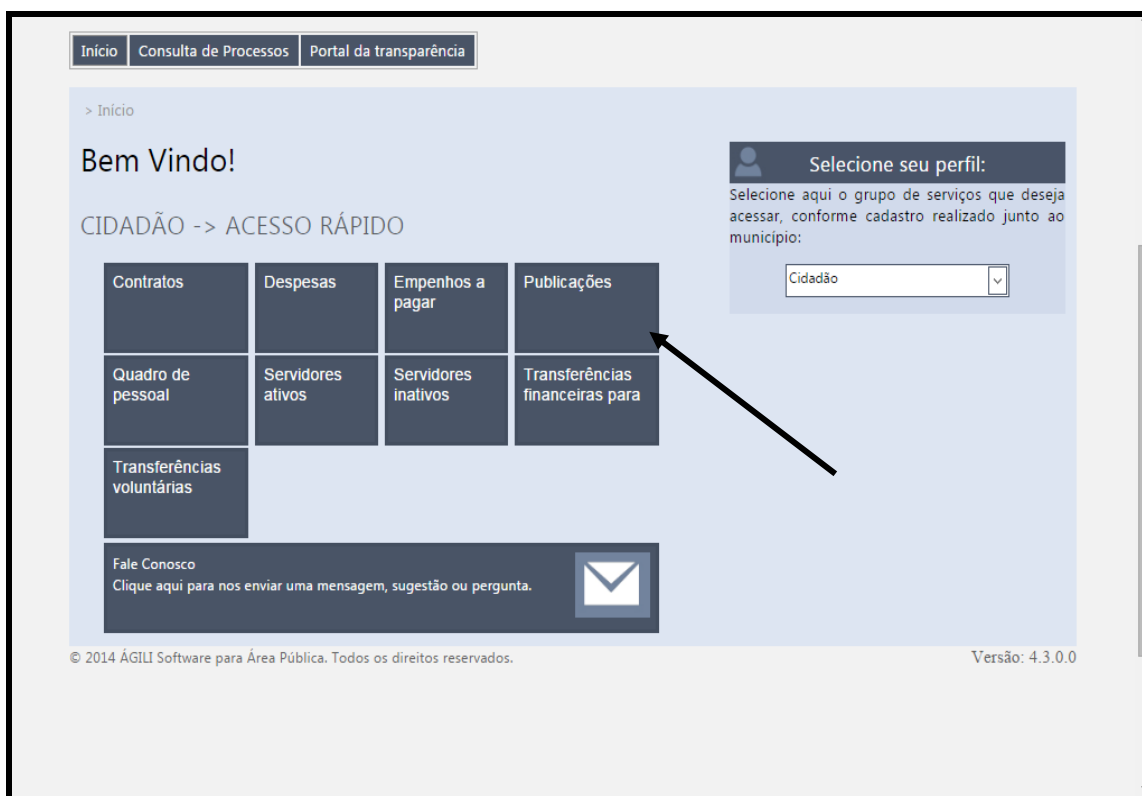 Início Consulta de Processos Portal da transparência
> Início
Bem Vindo!
CIDADÃO -> ACESSO RÁPIDO
Contratos
Despesas
Empenhos a
pagar
Publicações
Quadro de
pessoal
Servidores
ativos
Servidores
inativos
Transferências
financeiras para
Transferências
voluntárias
Fale Conosco
Clique aqui para nos enviar uma mensagem, sugestão ou pergunta.
Selecione seu perfil:
Selecione aqui o grupo de serviços que deseja
acessar, conforme cadastro realizado junto ao
município:
Cidadão
© 2014 ÁGILI Software para Área Pública. Todos os direitos reservados.
Versão: 4.3.0.0